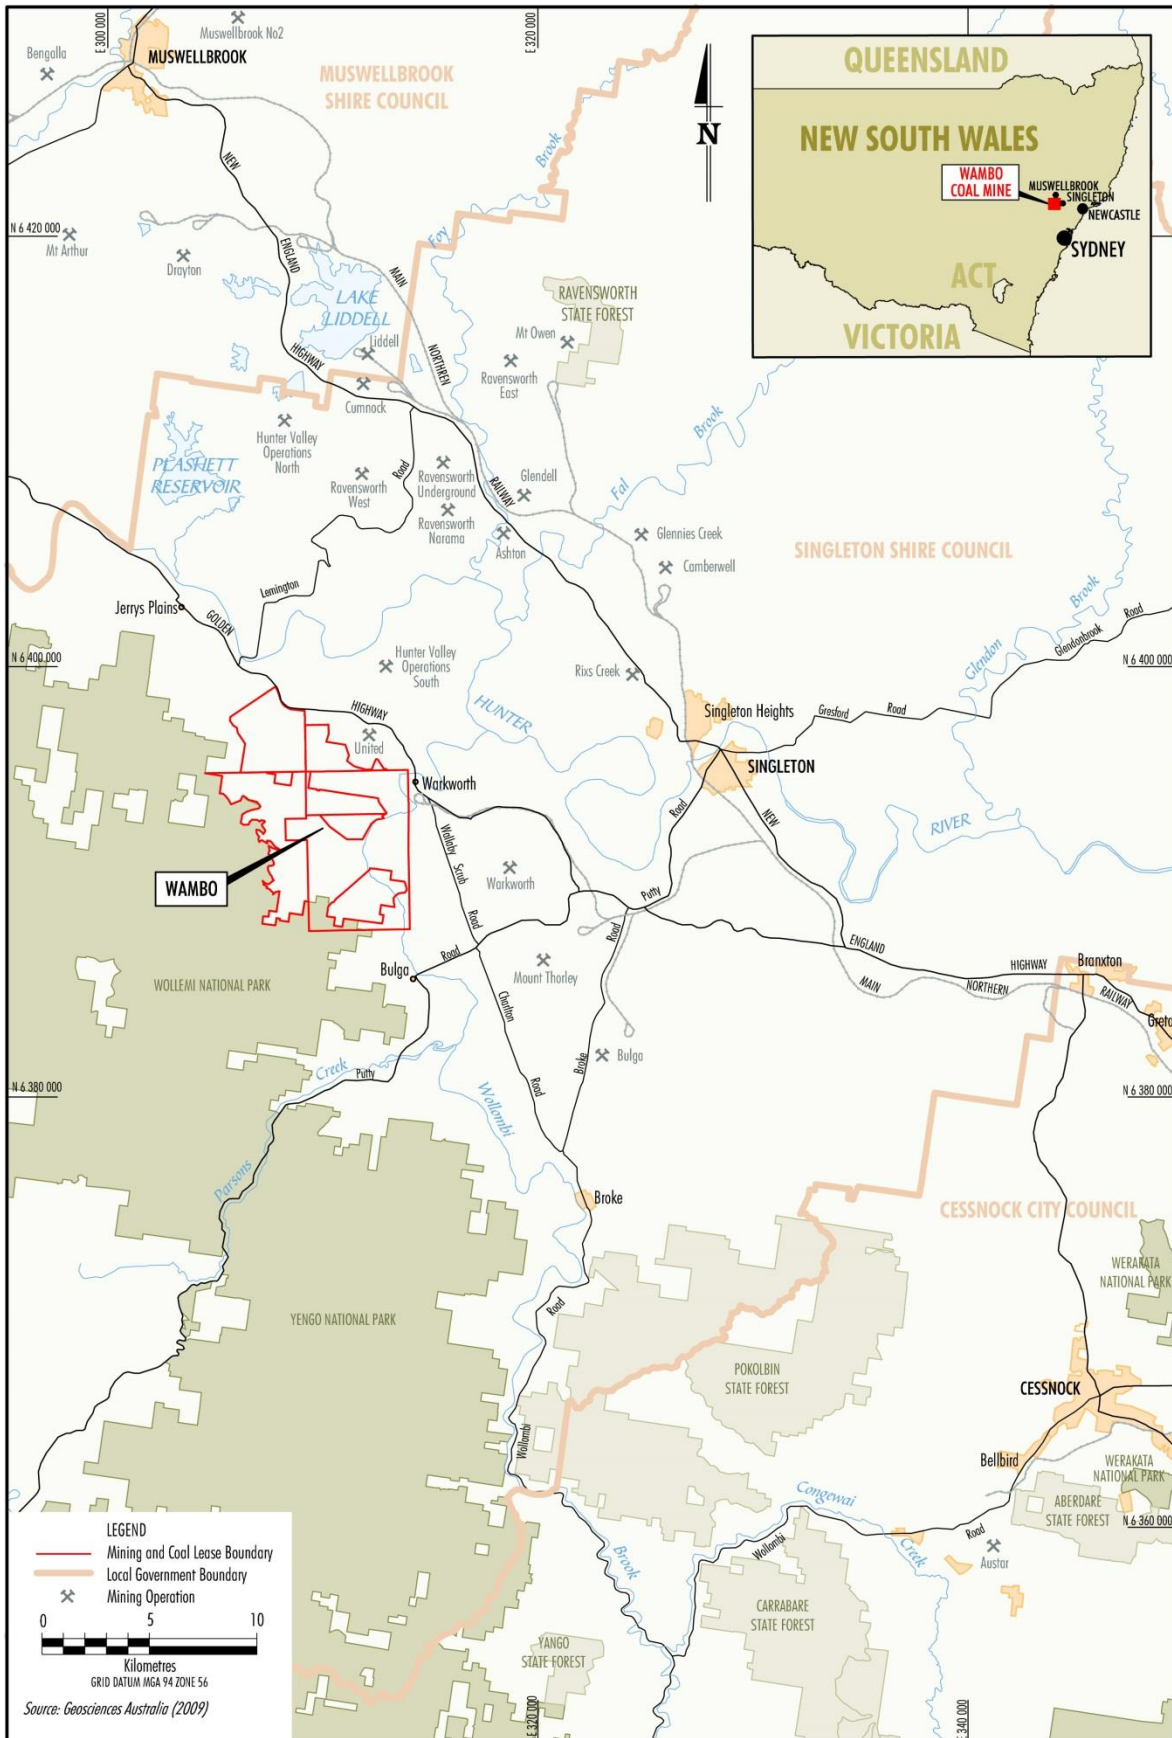 E 300 000
Muswellbrook No2
E 320 000
Bengalla
MUSWELLBROOK
MUSWELLBROOK
SHIRE COUNCIL
N
QUEENSLAND
NEW SOUTH WALES
WAMBO
COAL MINE
MUSWELLBROOK
SINGLETON
NEWCASTLE
SYDNEY
ACT
VICTORIA
NEW
Brook
Foy
N 6 420 000
Mt Arthur
Drayton
ENGLAND
MAIN
LAKE
LIDDELL
RAVENSWORTH
STATE FOREST
Mt Owen
HIGHWAY
Liddell
NORTHREN
Ravensworth
East
Cumnock
Hunter Valley
Operations
North
Brook
PLASHETT
RESERVOIR
Road
Ravensworth
West
Ravensworth
Underground
Glendell
RAILWAY
Fal
Ravensworth
Narama
Ashton
Glennies Creek
SINGLETON SHIRE COUNCIL
Camberwell
Lemington
Jerrys Plains
GOLDEN
Brook
Road
Glendonbrook
N 6 400 000
Hunter Valley
Operations
South
Rixs Creek
Glendon
N 6 400 000
HUNTER
HIGHWAY
Singleton Heights
Gresford
Road
United
SINGLETON
Warkworth
Road
NEW
RIVER
Wallaby
Scrub
Road
WAMBO
Warkworth
Putty
Road
Road
ENGLAND
HIGHWAY
Branxton
Bulga
Mount Thorley
MAIN
NORTHERN
RAILWAY
WOLLEMI NATIONAL PARK
Charlton
Greta
Bulga
Broke
Creek
Putty
Road
N 6 380 000
N 6 380 000
Wollombi
Parsons
Broke
CESSNOCK CITY COUNCIL
WERAKATA
NATIONAL PARK
Road
YENGO NATIONAL PARK
POKOLBIN
STATE FOREST
CESSNOCK
Wollombi
Bellbird
WERAKATA
NATIONAL PARK
Congewai
ABERDARE
STATE FOREST
N 6 360 000
LEGEND
Mining and Coal Lease Boundary
Local Government Boundary
Mining Operation
0 5 10
Kilometres
GRID DATUM MGA 94 ZONE 56
Source: Geosciences Australia (2009)
Brook
Wollombi
Road
Creek
Austar
CARRABARE
STATE FOREST
YANGO
STATE FOREST
E 320 000
E 340 000